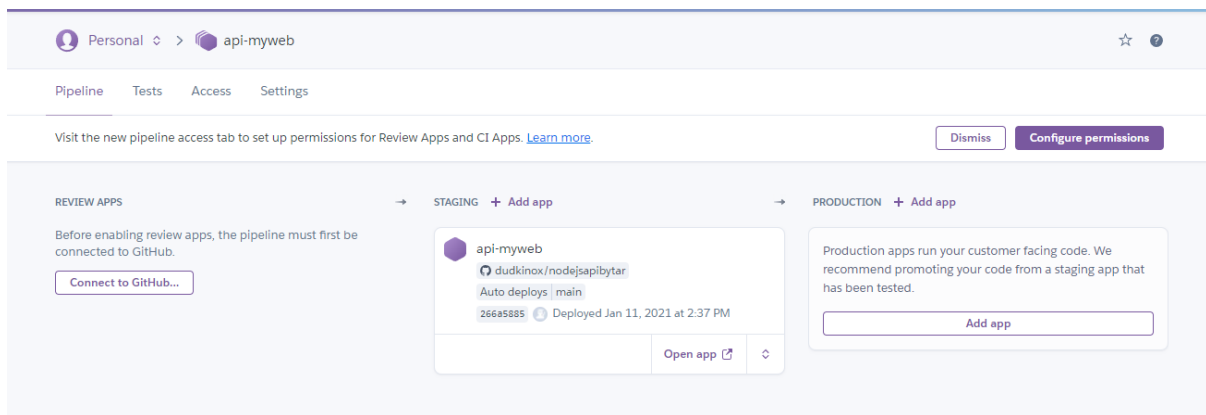 Personal > api-myweb
Pipeline Tests Access Settings
Visit the new pipeline access tab to set up permissions for Review Apps and CI Apps. Learn more.
Dismiss
Configure permissions
REVIEW APPS
Before enabling review apps, the pipeline must first be
connected to GitHub.
Connect to GitHub...
STAGING + Add app
api-myweb
dudkinox/nodejsapibytar
Auto deploys main
266a5885 Deployed Jan 11, 2021 at 2:37 PM
Open app
PRODUCTION + Add app
Production apps run your customer facing code. We
recommend promoting your code from a staging app that
has been tested.
Add app